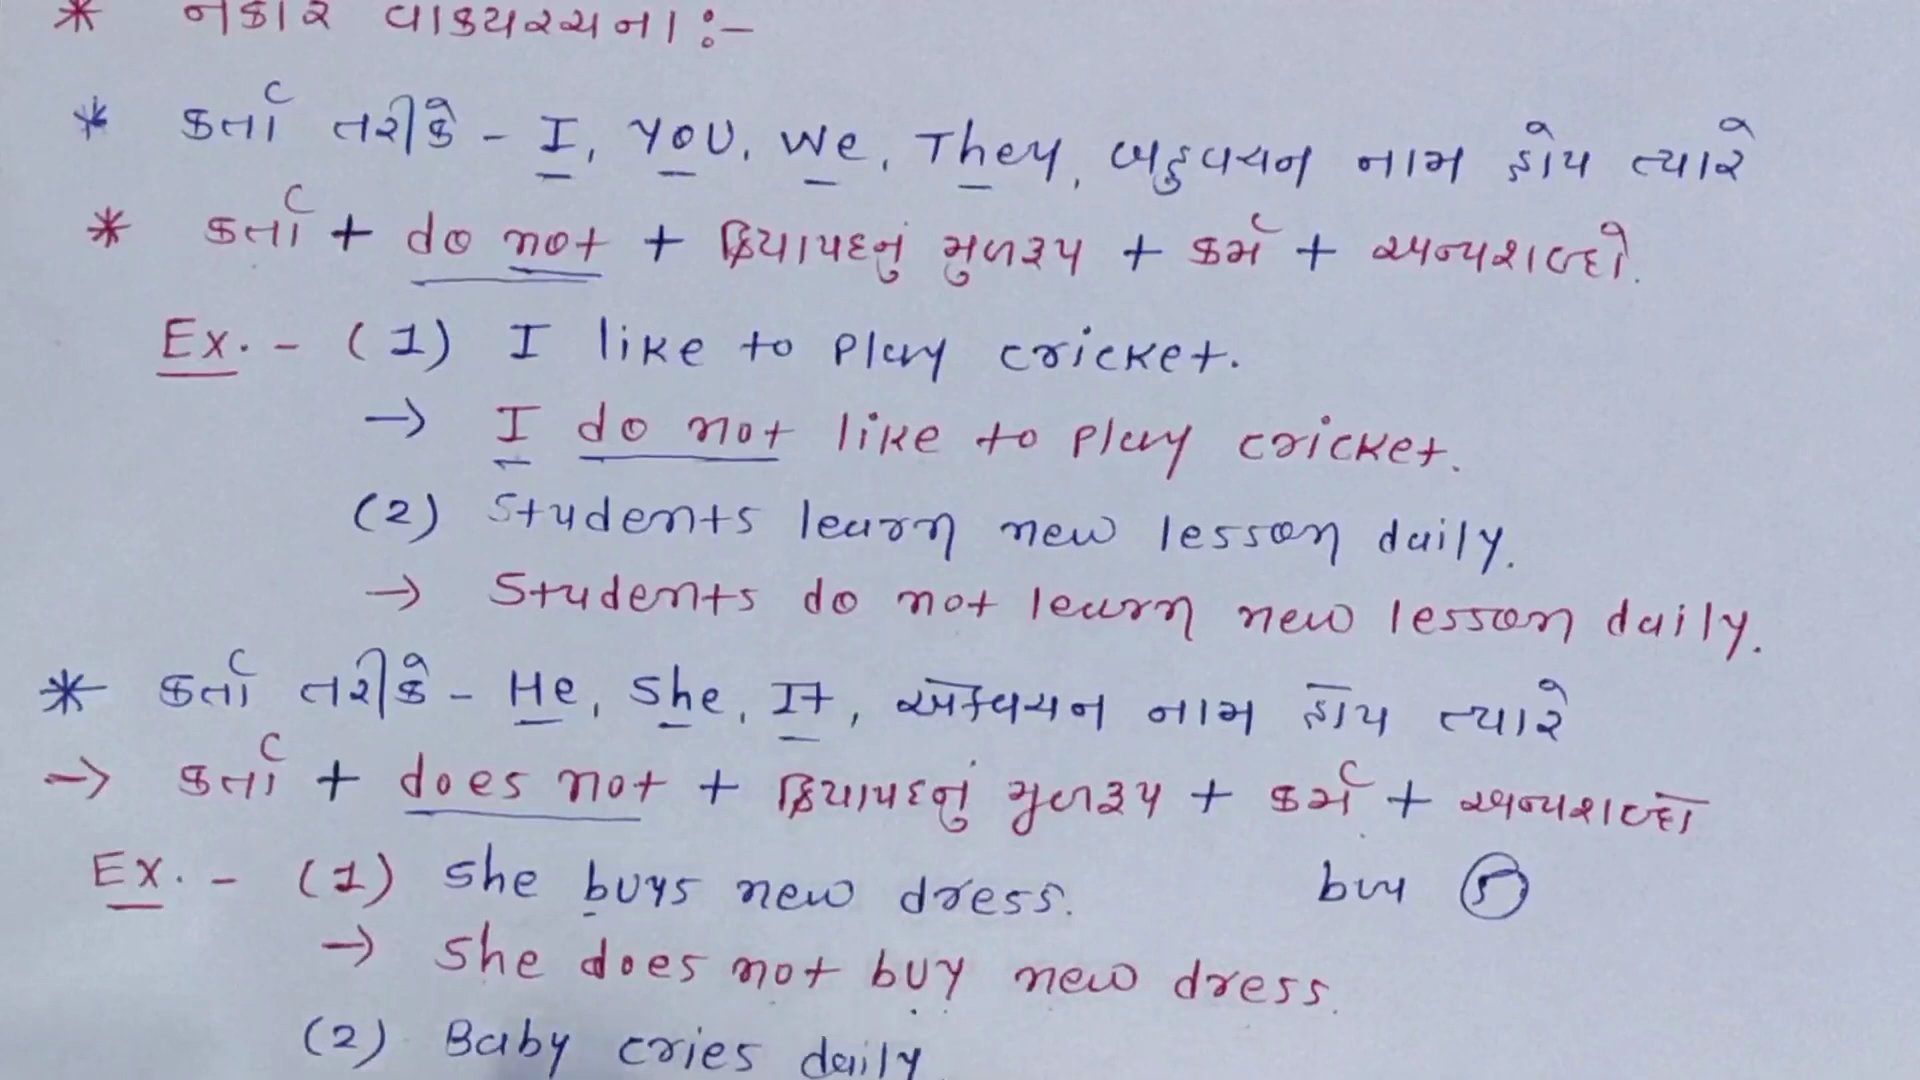 * નકાર વાકયરચના :-
* કર્તા તરીકે - I, YOU, We, They, બહુવચન નામ હોય ત્યારે
* કર્તા + do not + ક્રિયાપદનું મુળરૂપ + કર્મ + અન્યશબ્દો.
Ex. - (1) I like to play cricket.
→ I do not like to play cricket.
(2) Students learn new lesson daily.
→ Students do not learn new lesson daily.
* કર્તા તરીકે - He, She, It, એકવચન નામ હોય ત્યારે
→ કર્તા + does not + ક્રિયાપદનું મુળરૂપ + કર્મ + અન્યશબ્દો
Ex. - (1) She buys new dress. buy (s)
→ She does not buy new dress.
(2) Baby cries daily